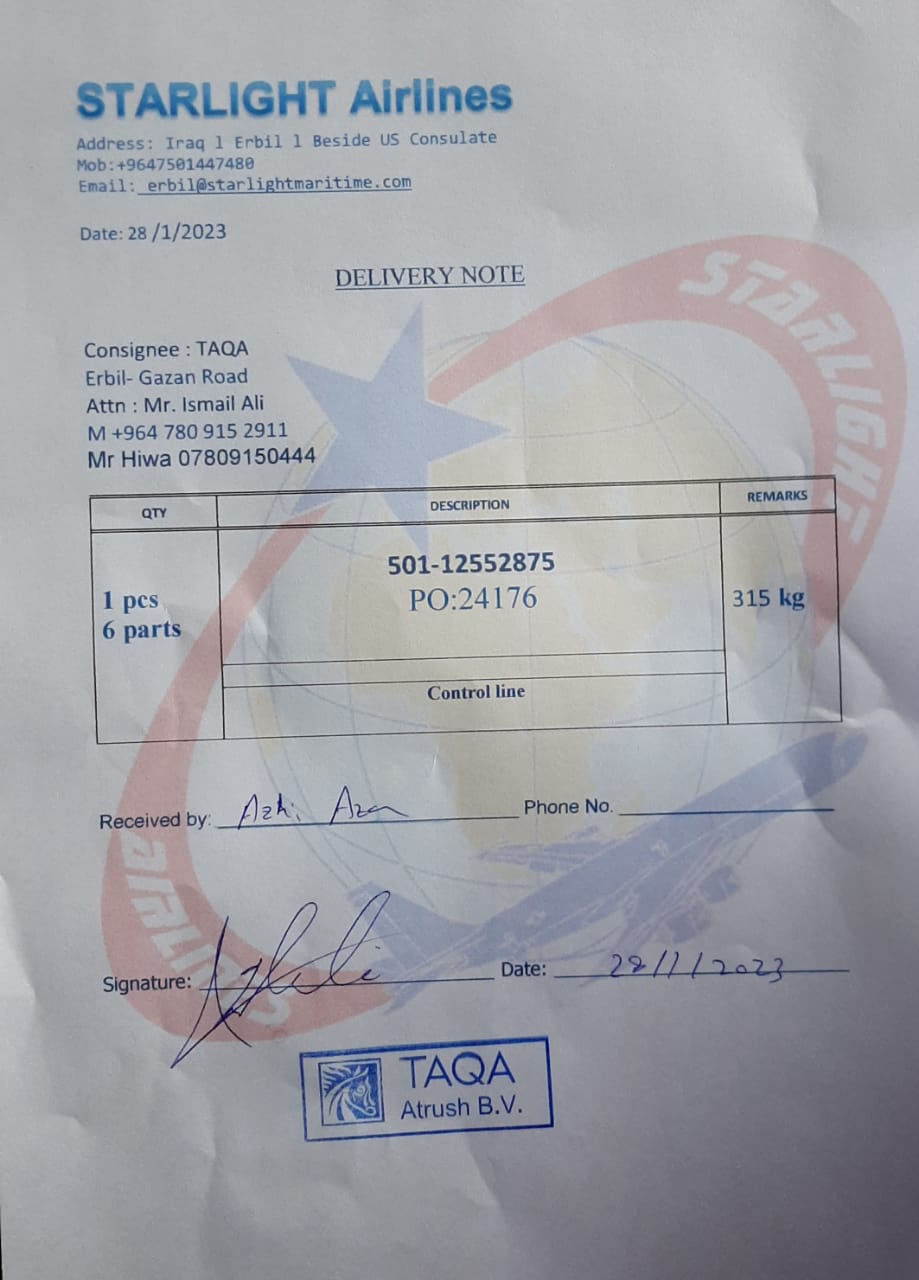 STARLIGHT Airlines
Address: Iraq l Erbil l Beside US Consulate
Mob:+9647501447480
Email: erbil@starlightmaritime.com
Date: 28 /1/2023
DELIVERY NOTE
STARLIGHT
Consignee : TAQA
Erbil- Gazan Road
Attn : Mr. Ismail Ali
M +964 780 915 2911
Mr Hiwa 07809150444
QTY DESCRIPTION REMARKS
501-12552875
1 pcs PO:24176 315 kg
6 parts
Control line
Received by: Azhi Phone No.
AIRLINES
Signature: Date: 28/1/2023
TAQA
Atrush B.V.